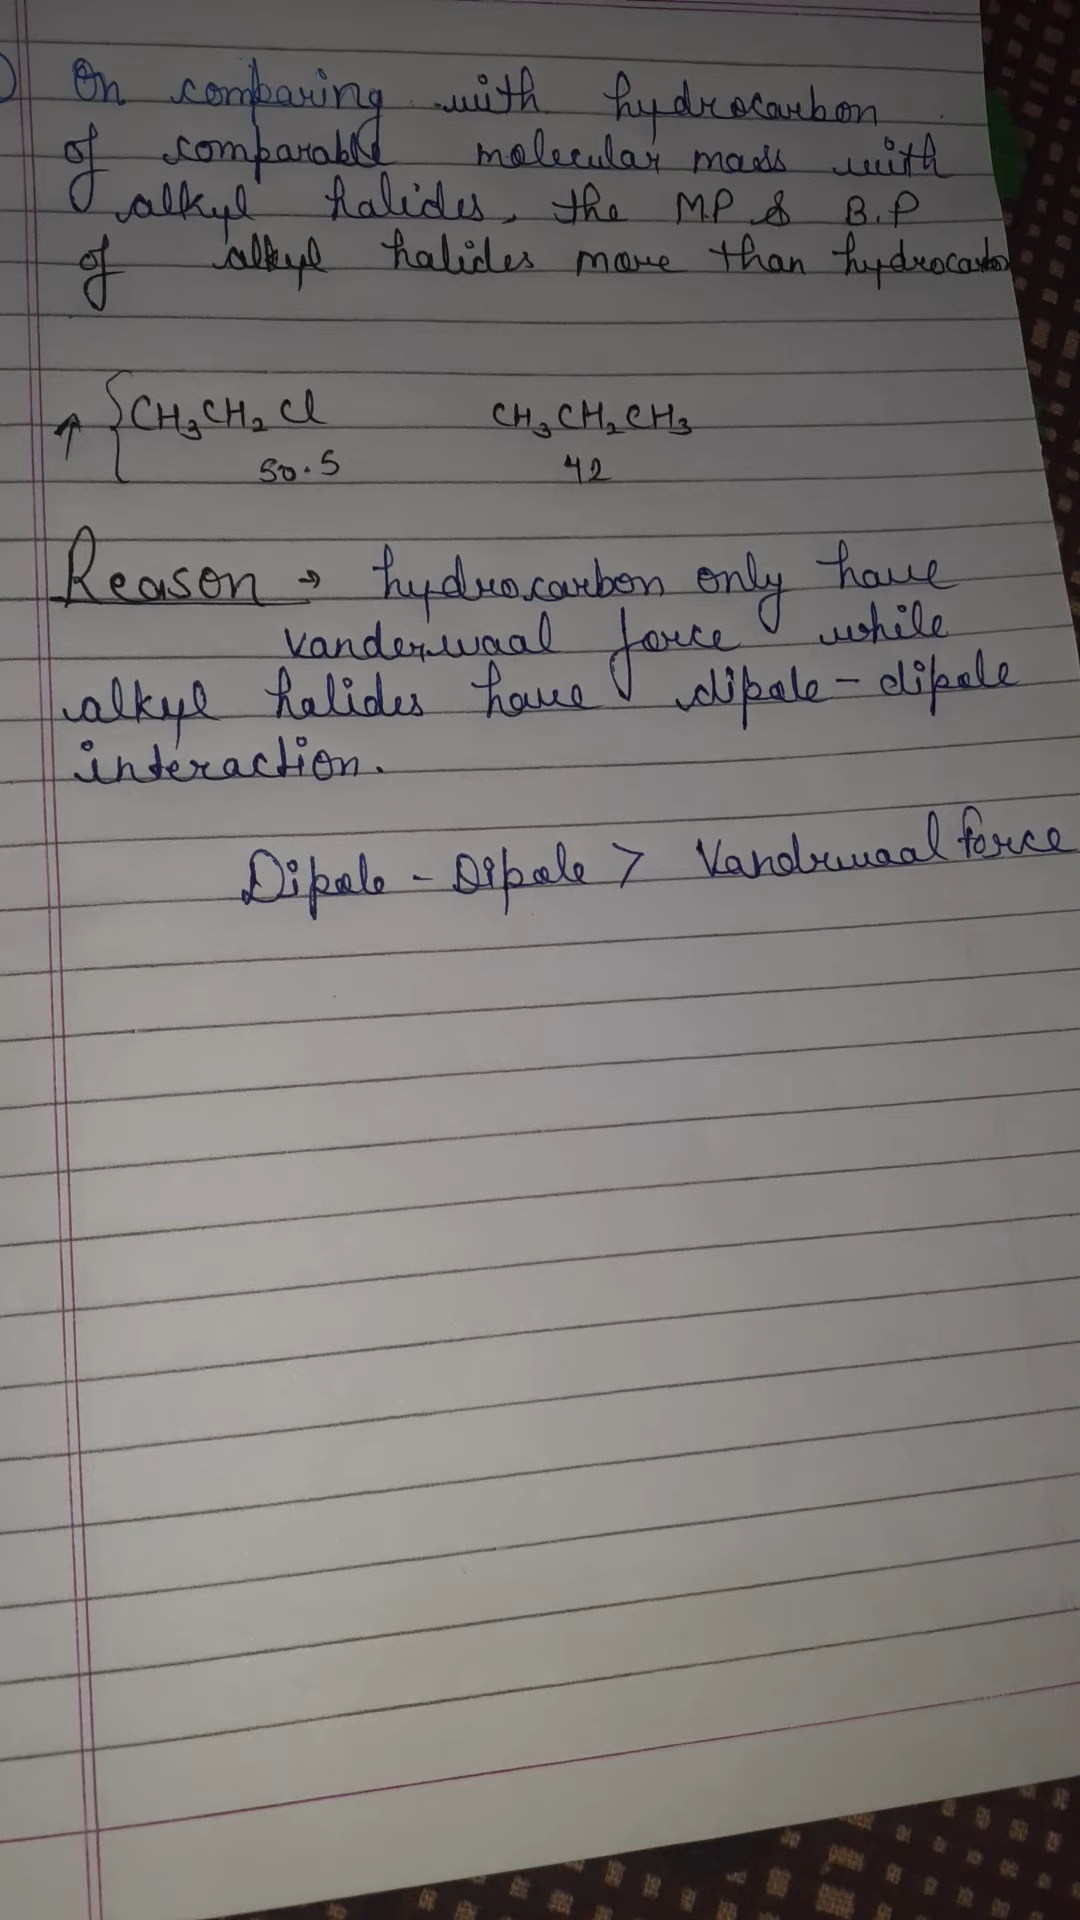 On comparing with hydrocarbon
of comparable molecular mass with
alkyl halides, the M.P & B.P
of alkyl halides more than hydrocarbon
↑ { CH₃CH₂Cl CH₃CH₂CH₃
50.5 42
Reason → hydrocarbon only have
vanderwaal force while
alkyl halides have dipole-dipole
interaction.
Dipole - Dipole > Vandrwaal force